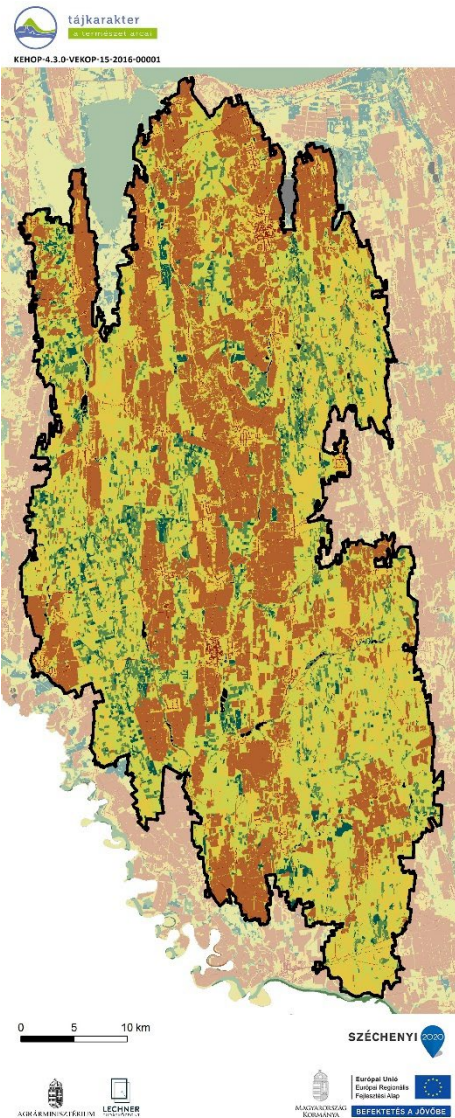 tájkarakter
a természet arcai
KEHOP-4.3.0-VEKOP-15-2016-00001
0 5 10 km
SZÉCHENYI 2020
AGRÁRMINISZTÉRIUM
LECHNER
MAGYARORSZÁG
KORMÁNYA
Európai Unió
Európai Regionális
Fejlesztési Alap
BEFEKTETÉS A JÖVŐBE